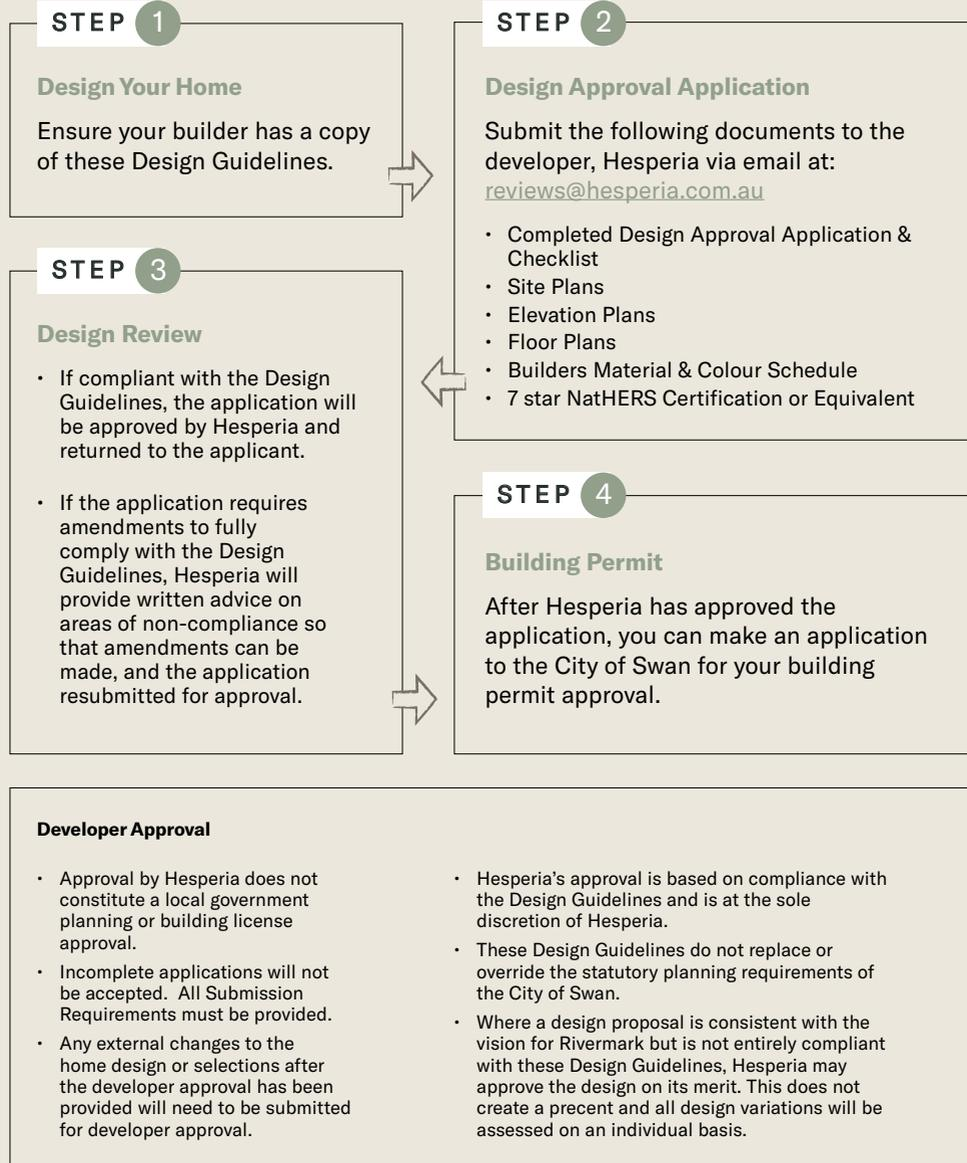 STEP 1
Design Your Home
Ensure your builder has a copy
of these Design Guidelines.
STEP 2
Design Approval Application
Submit the following documents to the
developer, Hesperia via email at:
reviews@hesperia.com.au
• Completed Design Approval Application &
Checklist
• Site Plans
• Elevation Plans
• Floor Plans
• Builders Material & Colour Schedule
• 7 star NatHERS Certification or Equivalent
STEP 3
Design Review
• If compliant with the Design
Guidelines, the application will
be approved by Hesperia and
returned to the applicant.
• If the application requires
amendments to fully
comply with the Design
Guidelines, Hesperia will
provide written advice on
areas of non-compliance so
that amendments can be
made, and the application
resubmitted for approval.
STEP 4
Building Permit
After Hesperia has approved the
application, you can make an application
to the City of Swan for your building
permit approval.
Developer Approval
• Approval by Hesperia does not
constitute a local government
planning or building license
approval.
• Incomplete applications will not
be accepted.  All Submission
Requirements must be provided.
• Any external changes to the
home design or selections after
the developer approval has been
provided will need to be submitted
for developer approval.
• Hesperia’s approval is based on compliance with
the Design Guidelines and is at the sole
discretion of Hesperia.
• These Design Guidelines do not replace or
override the statutory planning requirements of
the City of Swan.
• Where a design proposal is consistent with the
vision for Rivermark but is not entirely compliant
with these Design Guidelines, Hesperia may
approve the design on its merit. This does not
create a precent and all design variations will be
assessed on an individual basis.